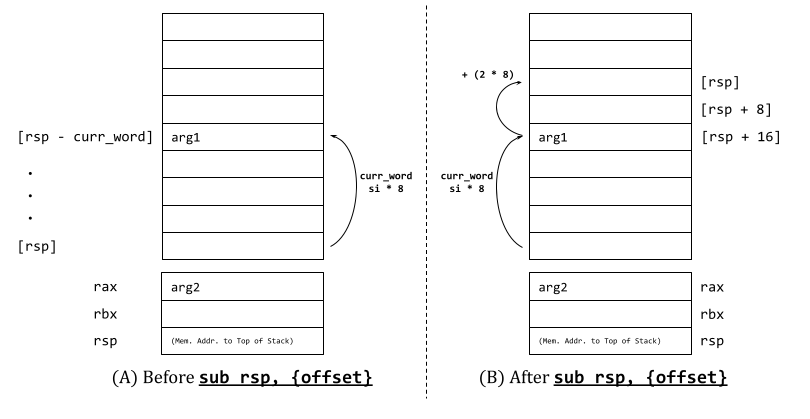 [rsp - curr_word]
arg1
.
.
.
[rsp]
curr_word
si * 8
rax
arg2
rbx
rsp
(Mem. Addr. to Top of Stack)
(A) Before sub rsp, {offset}
+ (2 * 8)
[rsp]
[rsp + 8]
arg1
[rsp + 16]
curr_word
si * 8
arg2
rax
rbx
(Mem. Addr. to Top of Stack)
rsp
(B) After sub rsp, {offset}